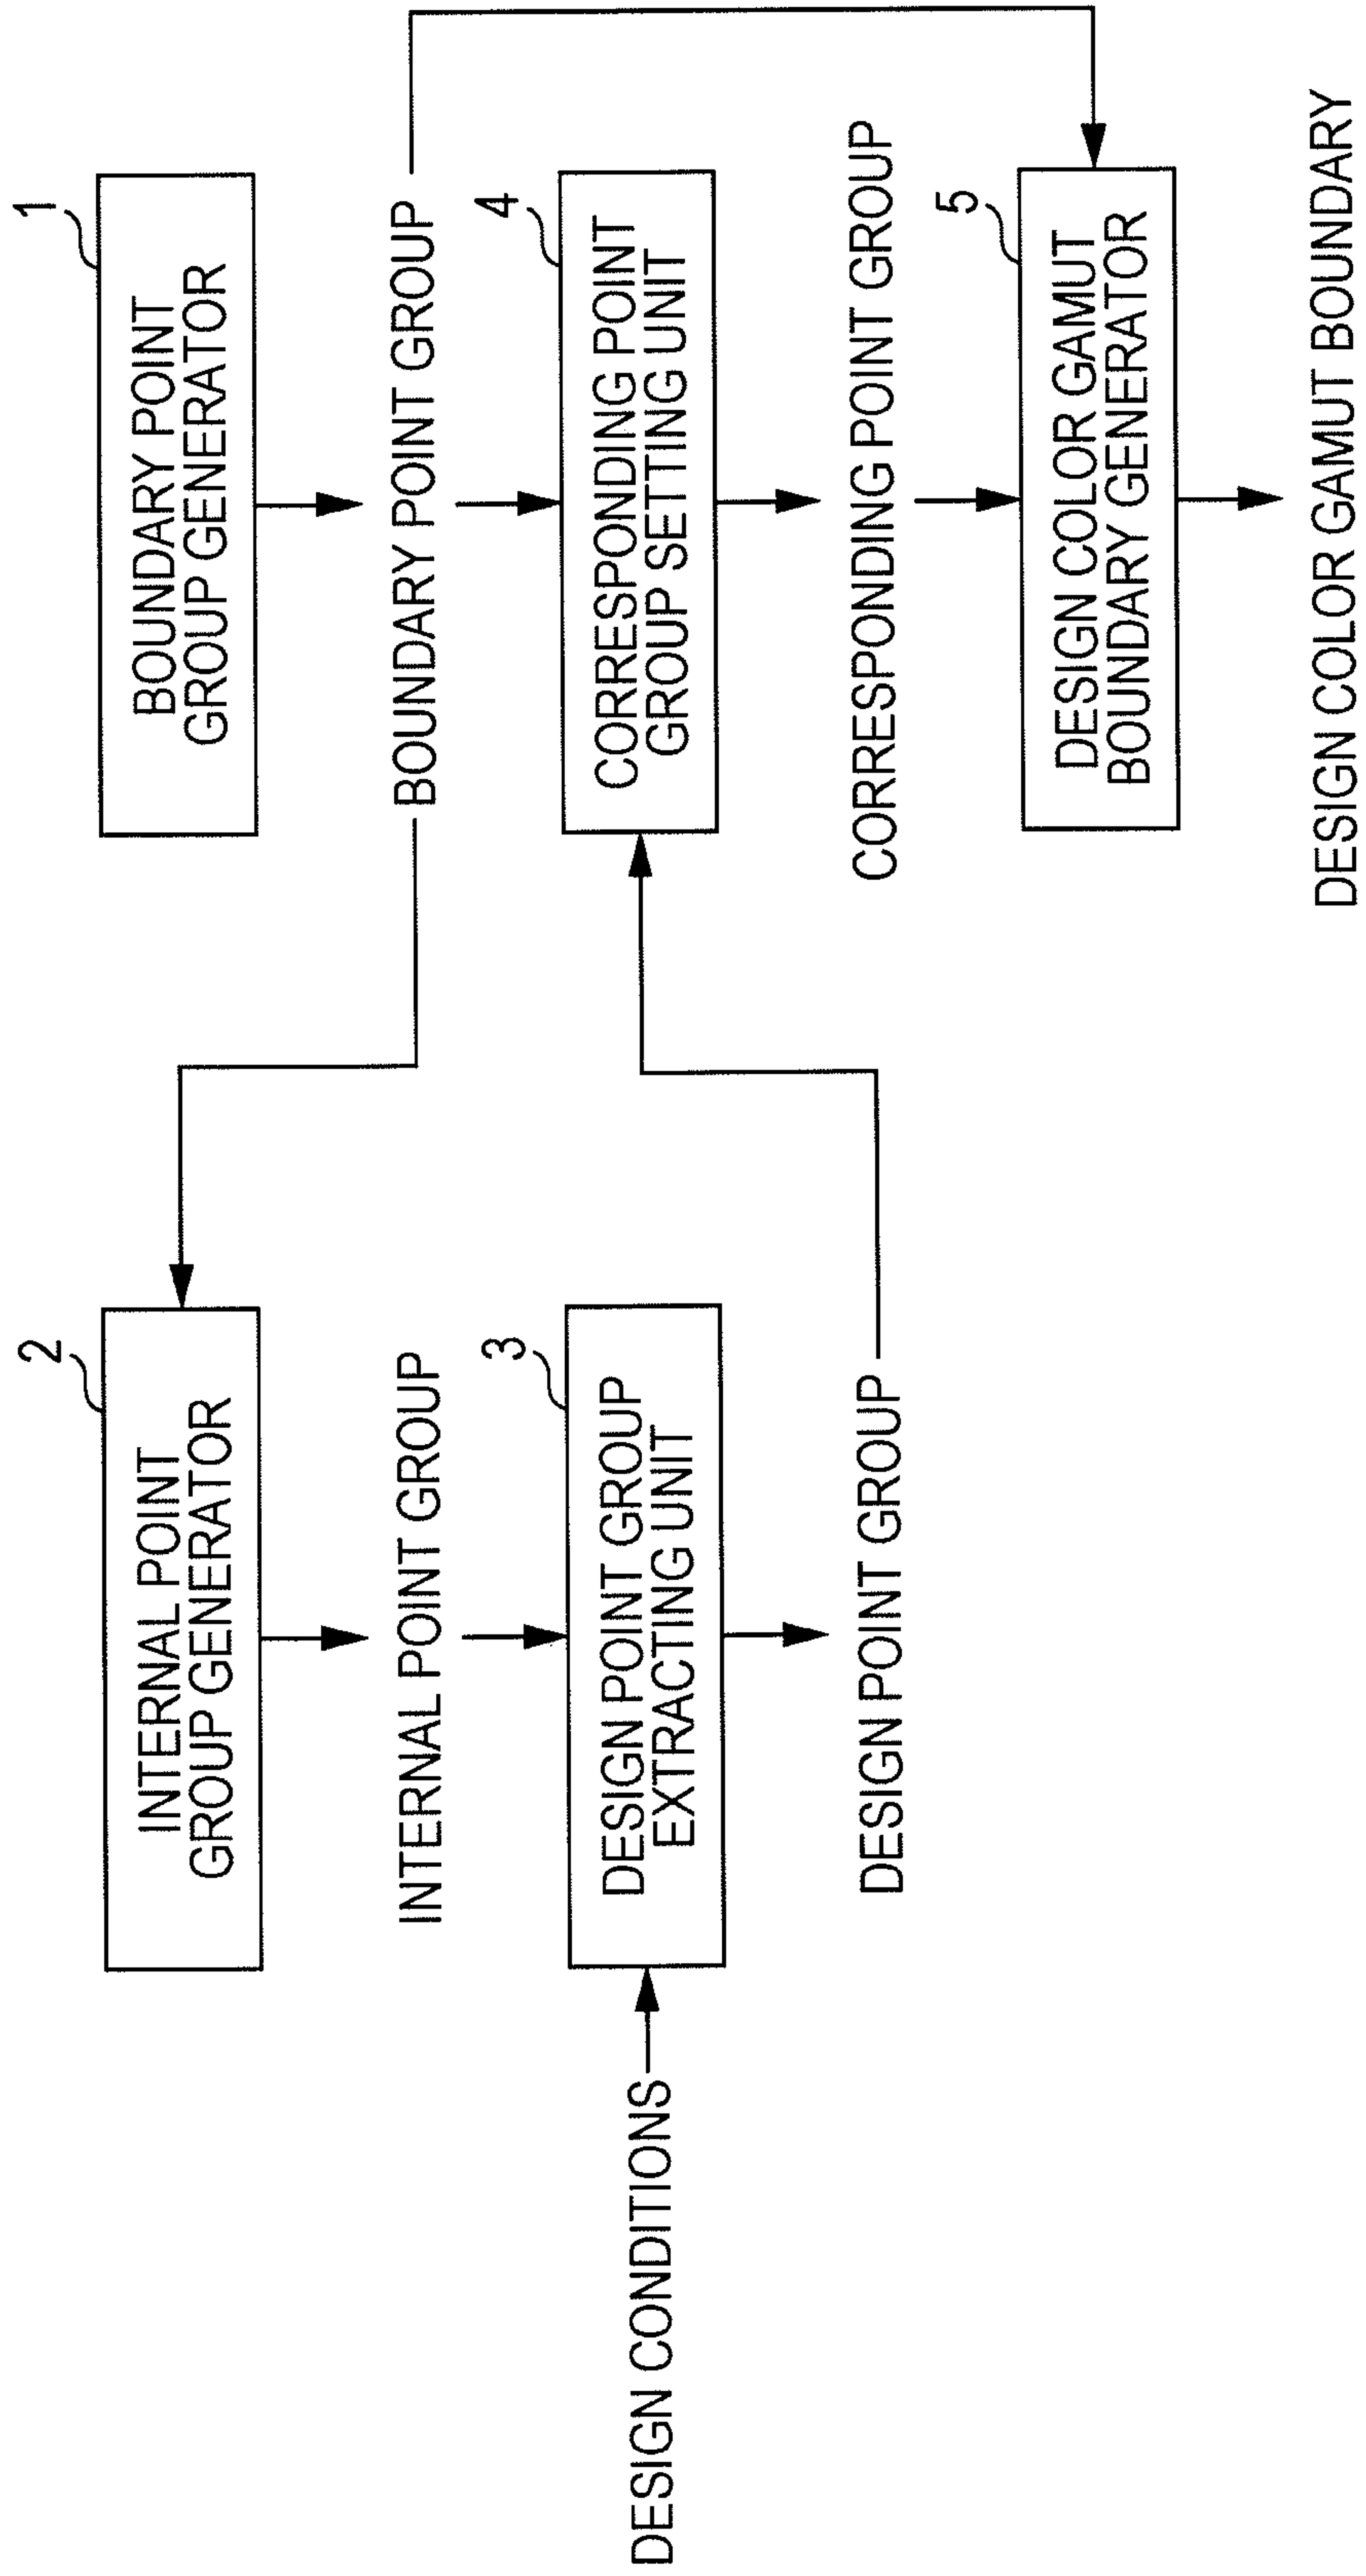 1
BOUNDARY POINT
GROUP GENERATOR
BOUNDARY POINT GROUP
2
INTERNAL POINT
GROUP GENERATOR
INTERNAL POINT GROUP
3
DESIGN POINT GROUP
EXTRACTING UNIT
DESIGN CONDITIONS
DESIGN POINT GROUP
4
CORRESPONDING POINT
GROUP SETTING UNIT
CORRESPONDING POINT GROUP
5
DESIGN COLOR GAMUT
BOUNDARY GENERATOR
DESIGN COLOR GAMUT BOUNDARY